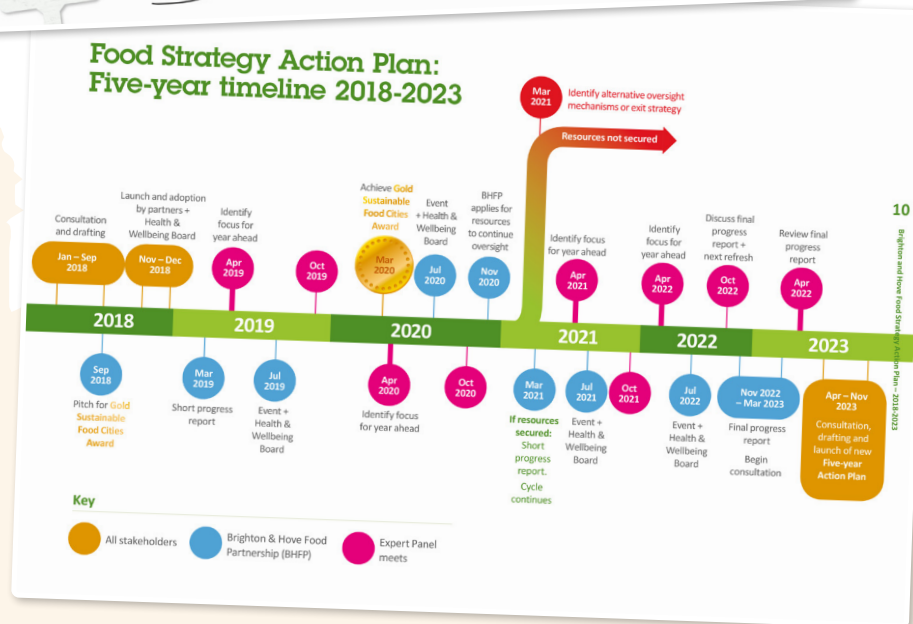 Food Strategy Action Plan:
Five-year timeline 2018-2023
Mar
2021
Identify alternative oversight
mechanisms or exit strategy
Resources not secured
Consultation
and drafting
Jan – Sep
2018
Launch and adoption
by partners +
Health &
Wellbeing Board
Nov – Dec
2018
Identify
focus for
year ahead
Apr
2019
Oct
2019
Achieve Gold
Sustainable
Food Cities
Award
Mar
2020
Event
+ Health &
Wellbeing
Board
Jul
2020
BHFP
applies for
resources
to continue
oversight
Nov
2020
Identify focus
for year ahead
Apr
2021
Identify
focus for
year ahead
Apr
2022
Discuss final
progress
report +
next refresh
Oct
2022
Review final
progress
report
Apr
2022
2018
2019
2020
2021
2022
2023
Sep
2018
Pitch for Gold
Sustainable
Food Cities
Award
Mar
2019
Short progress
report
Jul
2019
Event +
Health &
Wellbeing
Board
Apr
2020
Identify focus
for year ahead
Oct
2020
Mar
2021
If resources
secured:
Short
progress
report.
Cycle
continues
Jul
2021
Event +
Health &
Wellbeing
Board
Oct
2021
Jul
2022
Event +
Health &
Wellbeing
Board
Nov 2022
– Mar 2023
Final progress
report
Begin
consultation
Apr – Nov
2023
Consultation,
drafting and
launch of new
Five-year
Action Plan
Key
All stakeholders
Brighton & Hove Food
Partnership (BHFP)
Expert Panel
meets
10
Brighton and Hove Food Strategy Action Plan – 2018-2023